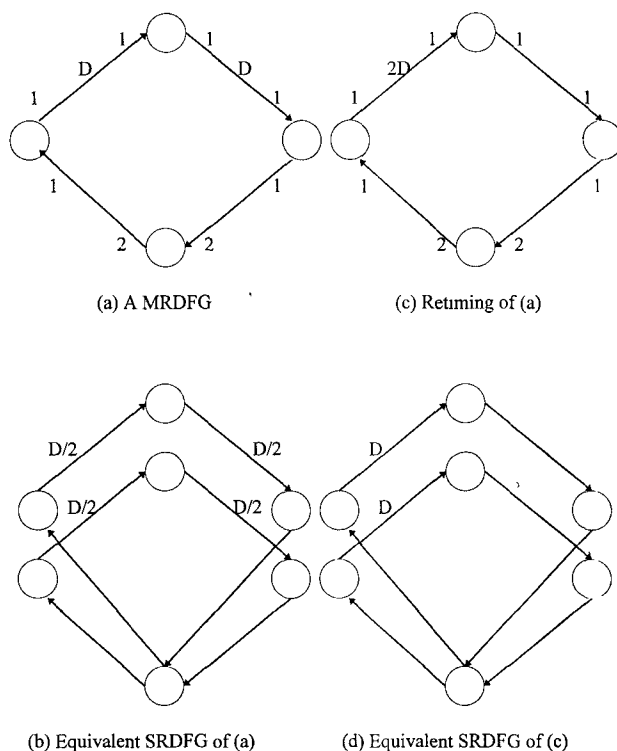 1 1 1 1
D D 2D
1 1 1 1
1 1 1 1
2 2 2 2
(a) A MRDFG (c) Retiming of (a)
D/2 D/2 D
D/2 D/2 D
(b) Equivalent SRDFG of (a) (d) Equivalent SRDFG of (c)